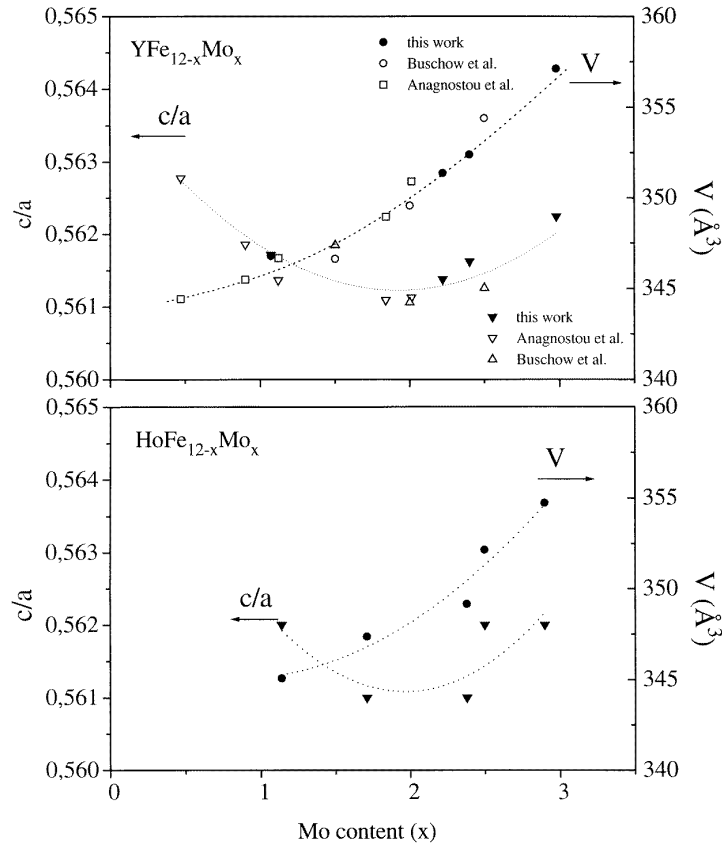 0,565
0,564
0,563
0,562
0,561
0,560
c/a
YFe12-xMox
this work
Buschow et al.
Anagnostou et al.
c/a
V
this work
Anagnostou et al.
Buschow et al.
360
355
350
345
340
V (Å3)
0,565
0,564
0,563
0,562
0,561
0,560
c/a
HoFe12-xMox
c/a
V
360
355
350
345
340
V (Å3)
0 1 2 3
Mo content (x)